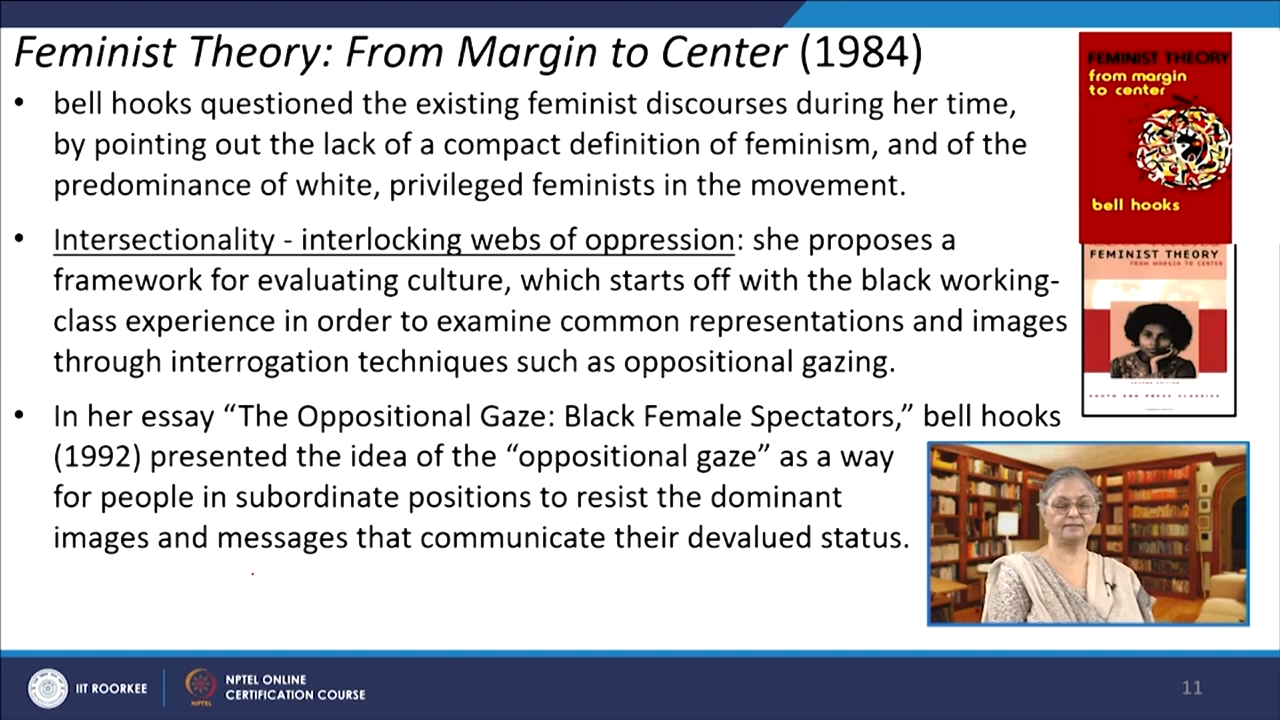 Feminist Theory: From Margin to Center (1984)
• bell hooks questioned the existing feminist discourses during her time,
by pointing out the lack of a compact definition of feminism, and of the
predominance of white, privileged feminists in the movement.
• Intersectionality - interlocking webs of oppression: she proposes a
framework for evaluating culture, which starts off with the black working-
class experience in order to examine common representations and images
through interrogation techniques such as oppositional gazing.
• In her essay “The Oppositional Gaze: Black Female Spectators,” bell hooks
(1992) presented the idea of the “oppositional gaze” as a way
for people in subordinate positions to resist the dominant
images and messages that communicate their devalued status.
FEMINIST THEORY
from margin
to center
bell hooks
FEMINIST THEORY
FROM MARGIN TO CENTER
SOUTH END PRESS CLASSICS
IIT ROORKEE
NPTEL
NPTEL ONLINE
CERTIFICATION COURSE
11